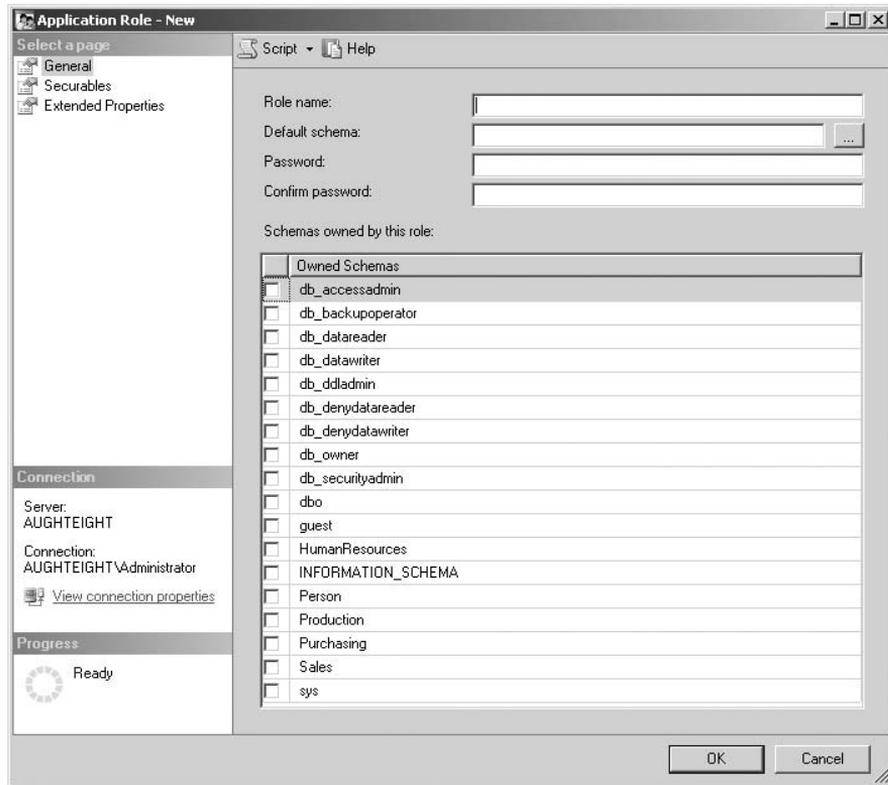 Application Role - New
Select a page
General
Securables
Extended Properties
Script Help
Role name:
Default schema:
...
Password:
Confirm password:
Schemas owned by this role:
Owned Schemas
db_accessadmin
db_backupoperator
db_datareader
db_datawriter
db_ddladmin
db_denydatareader
db_denydatawriter
db_owner
db_securityadmin
dbo
guest
HumanResources
INFORMATION_SCHEMA
Person
Production
Purchasing
Sales
sys
Connection
Server:
AUGHTEIGHT
Connection:
AUGHTEIGHT\Administrator
View connection properties
Progress
Ready
OK Cancel